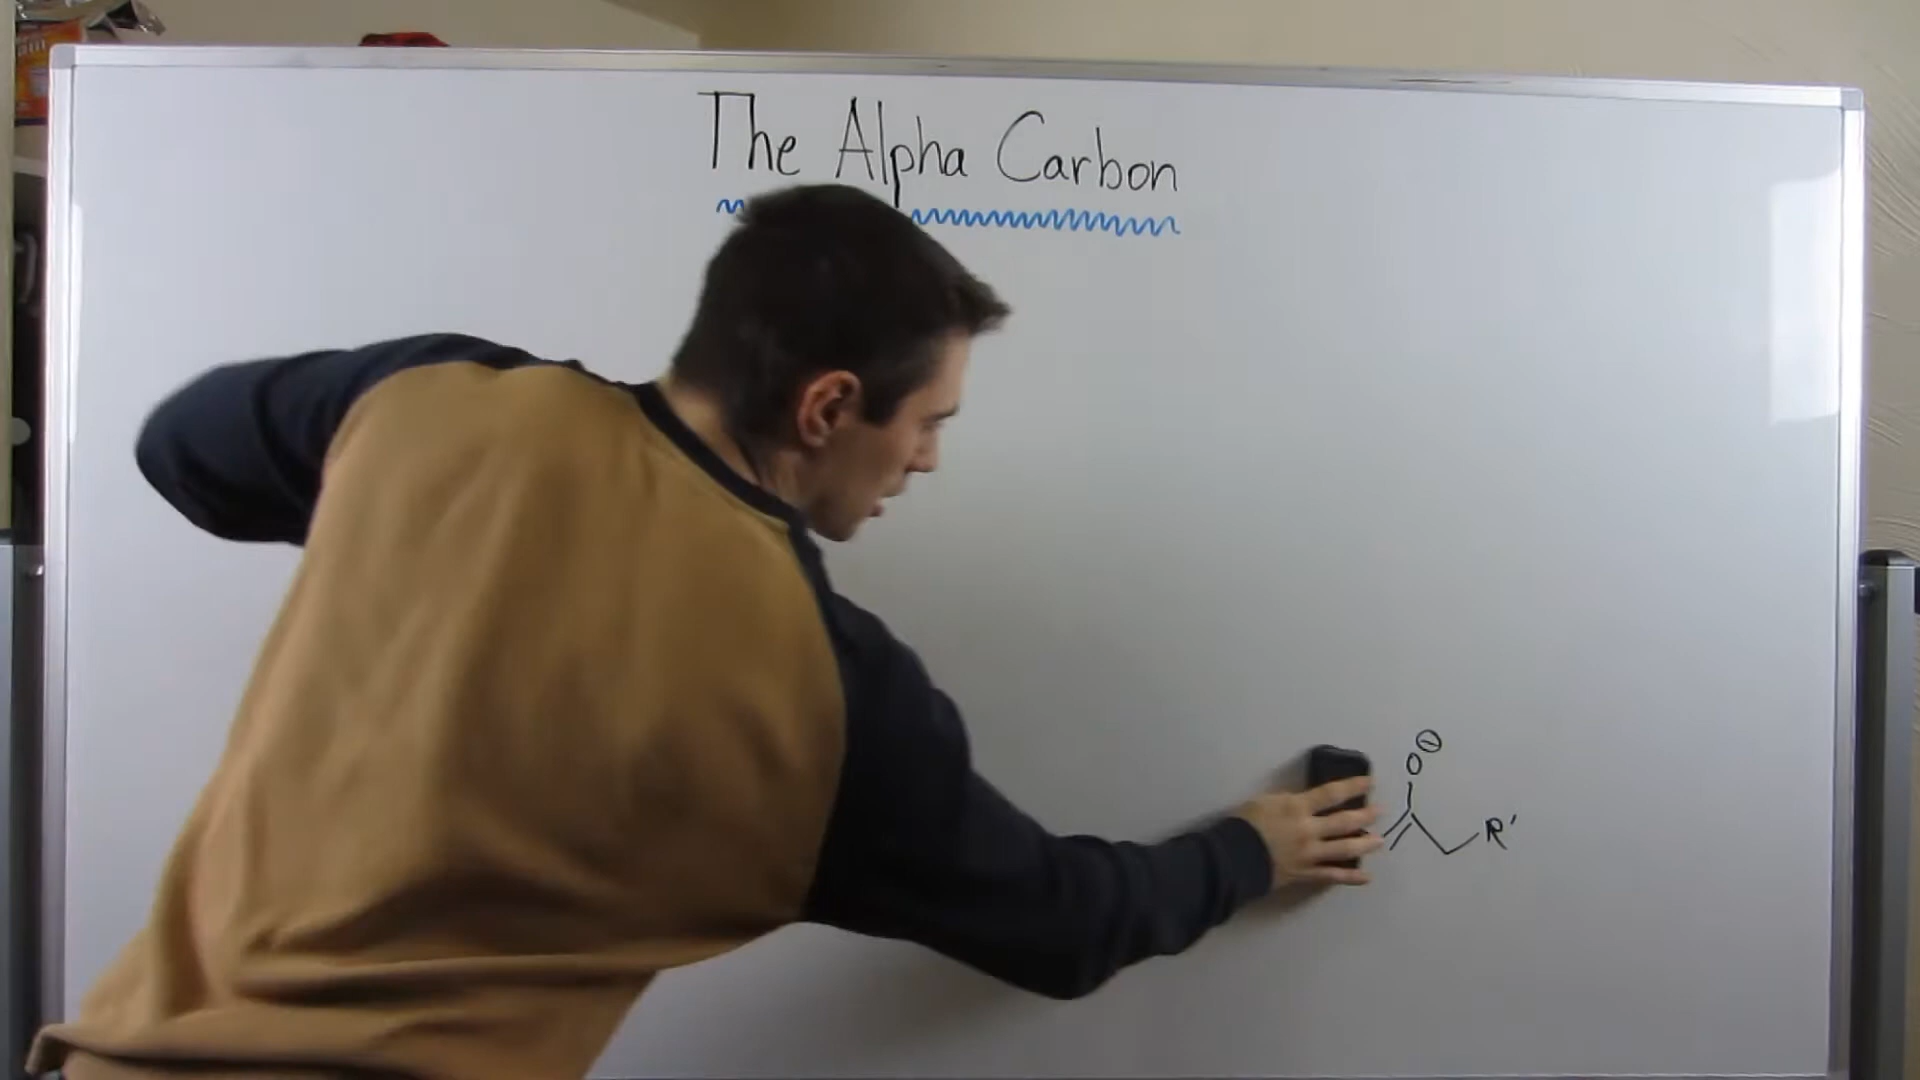 The Alpha Carbon
⊖
O
R'